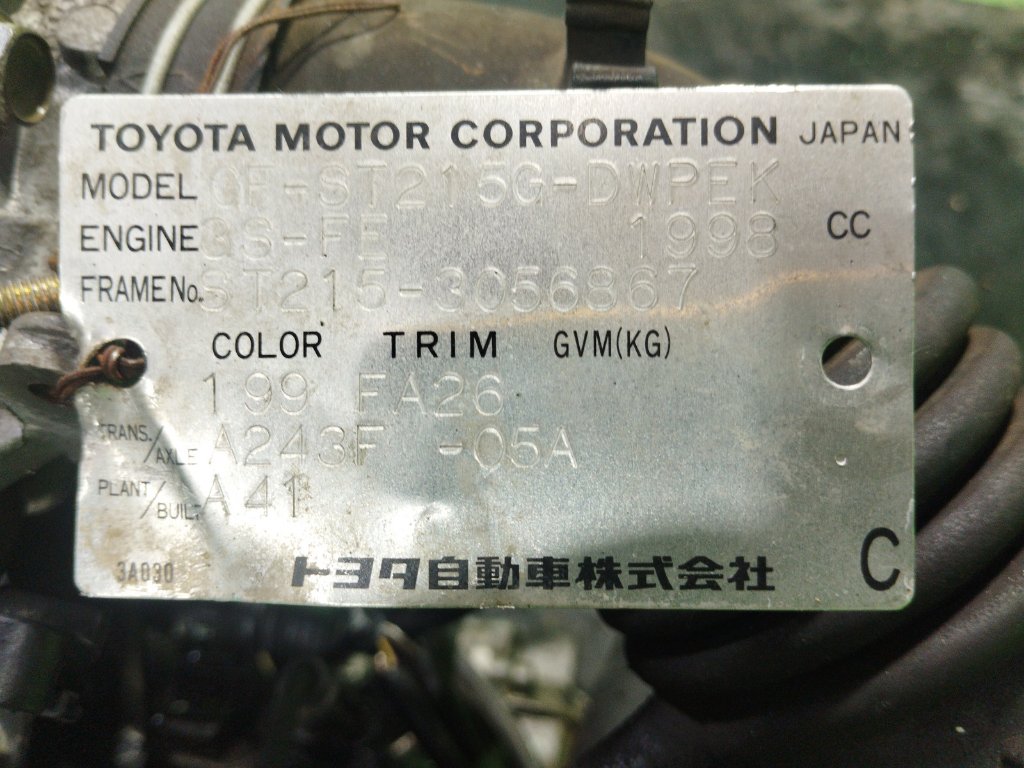 TOYOTA MOTOR CORPORATION JAPAN
MODEL GF-ST215G-DWPEK
ENGINE 3S-FE 1998 CC
FRAME No. ST215-3056867
COLOR TRIM GVM(KG)
199 FA26
TRANS./AXLE A243F -05A
PLANT/BUILT A41
3A030
トヨタ自動車株式会社
C